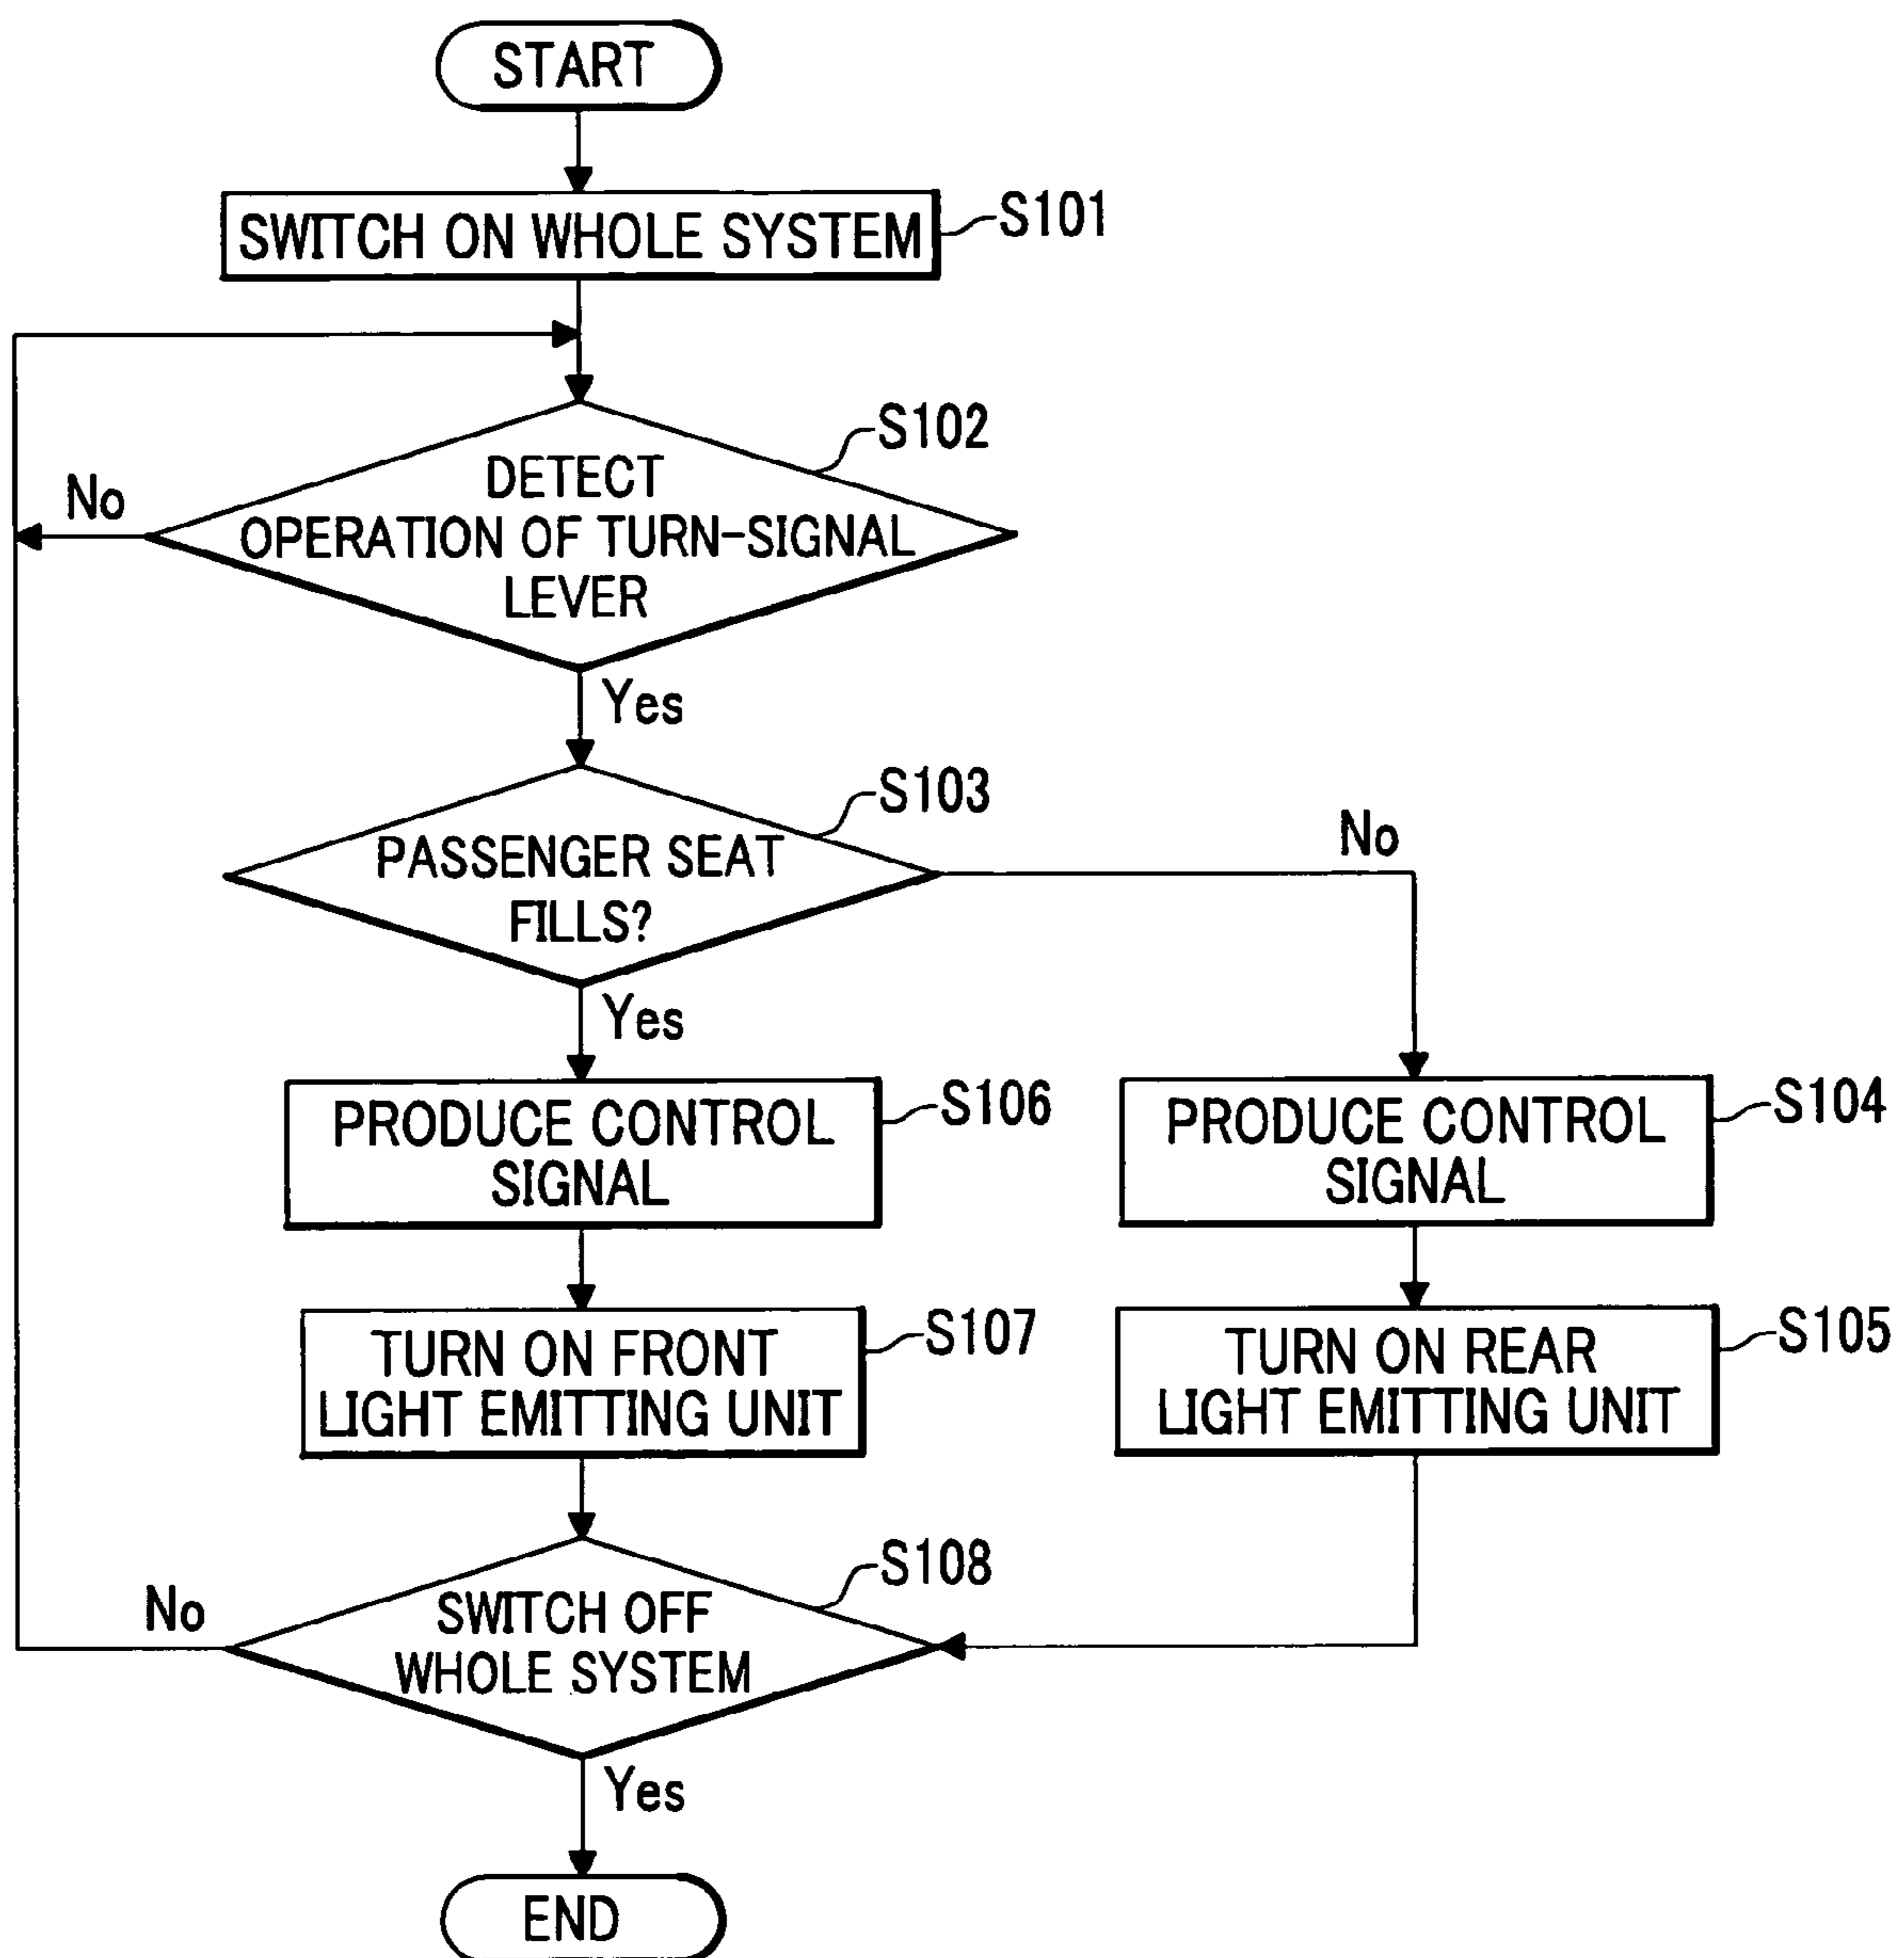 START
SWITCH ON WHOLE SYSTEM
S101
S102
DETECT
OPERATION OF TURN-SIGNAL
LEVER
No
Yes
S103
PASSENGER SEAT
FILLS?
No
Yes
PRODUCE CONTROL
SIGNAL
S106
PRODUCE CONTROL
SIGNAL
S104
TURN ON FRONT
LIGHT EMITTING UNIT
S107
TURN ON REAR
LIGHT EMITTING UNIT
S105
S108
SWITCH OFF
WHOLE SYSTEM
No
Yes
END